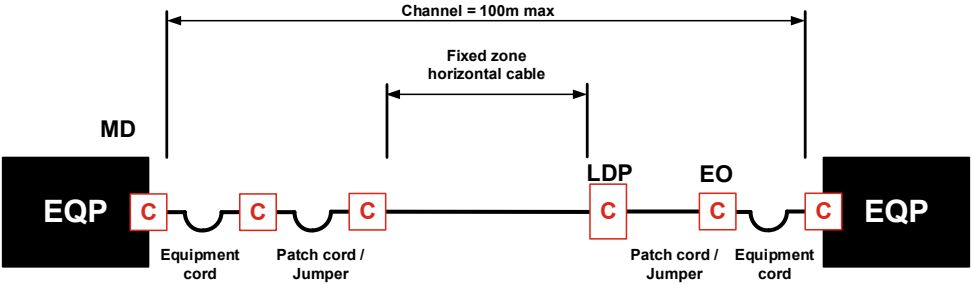 Channel = 100m max
Fixed zone
horizontal cable
MD
LDP
EO
EQP
C
C
C
C
C
C
EQP
Equipment
cord
Patch cord /
Jumper
Patch cord /
Jumper
Equipment
cord